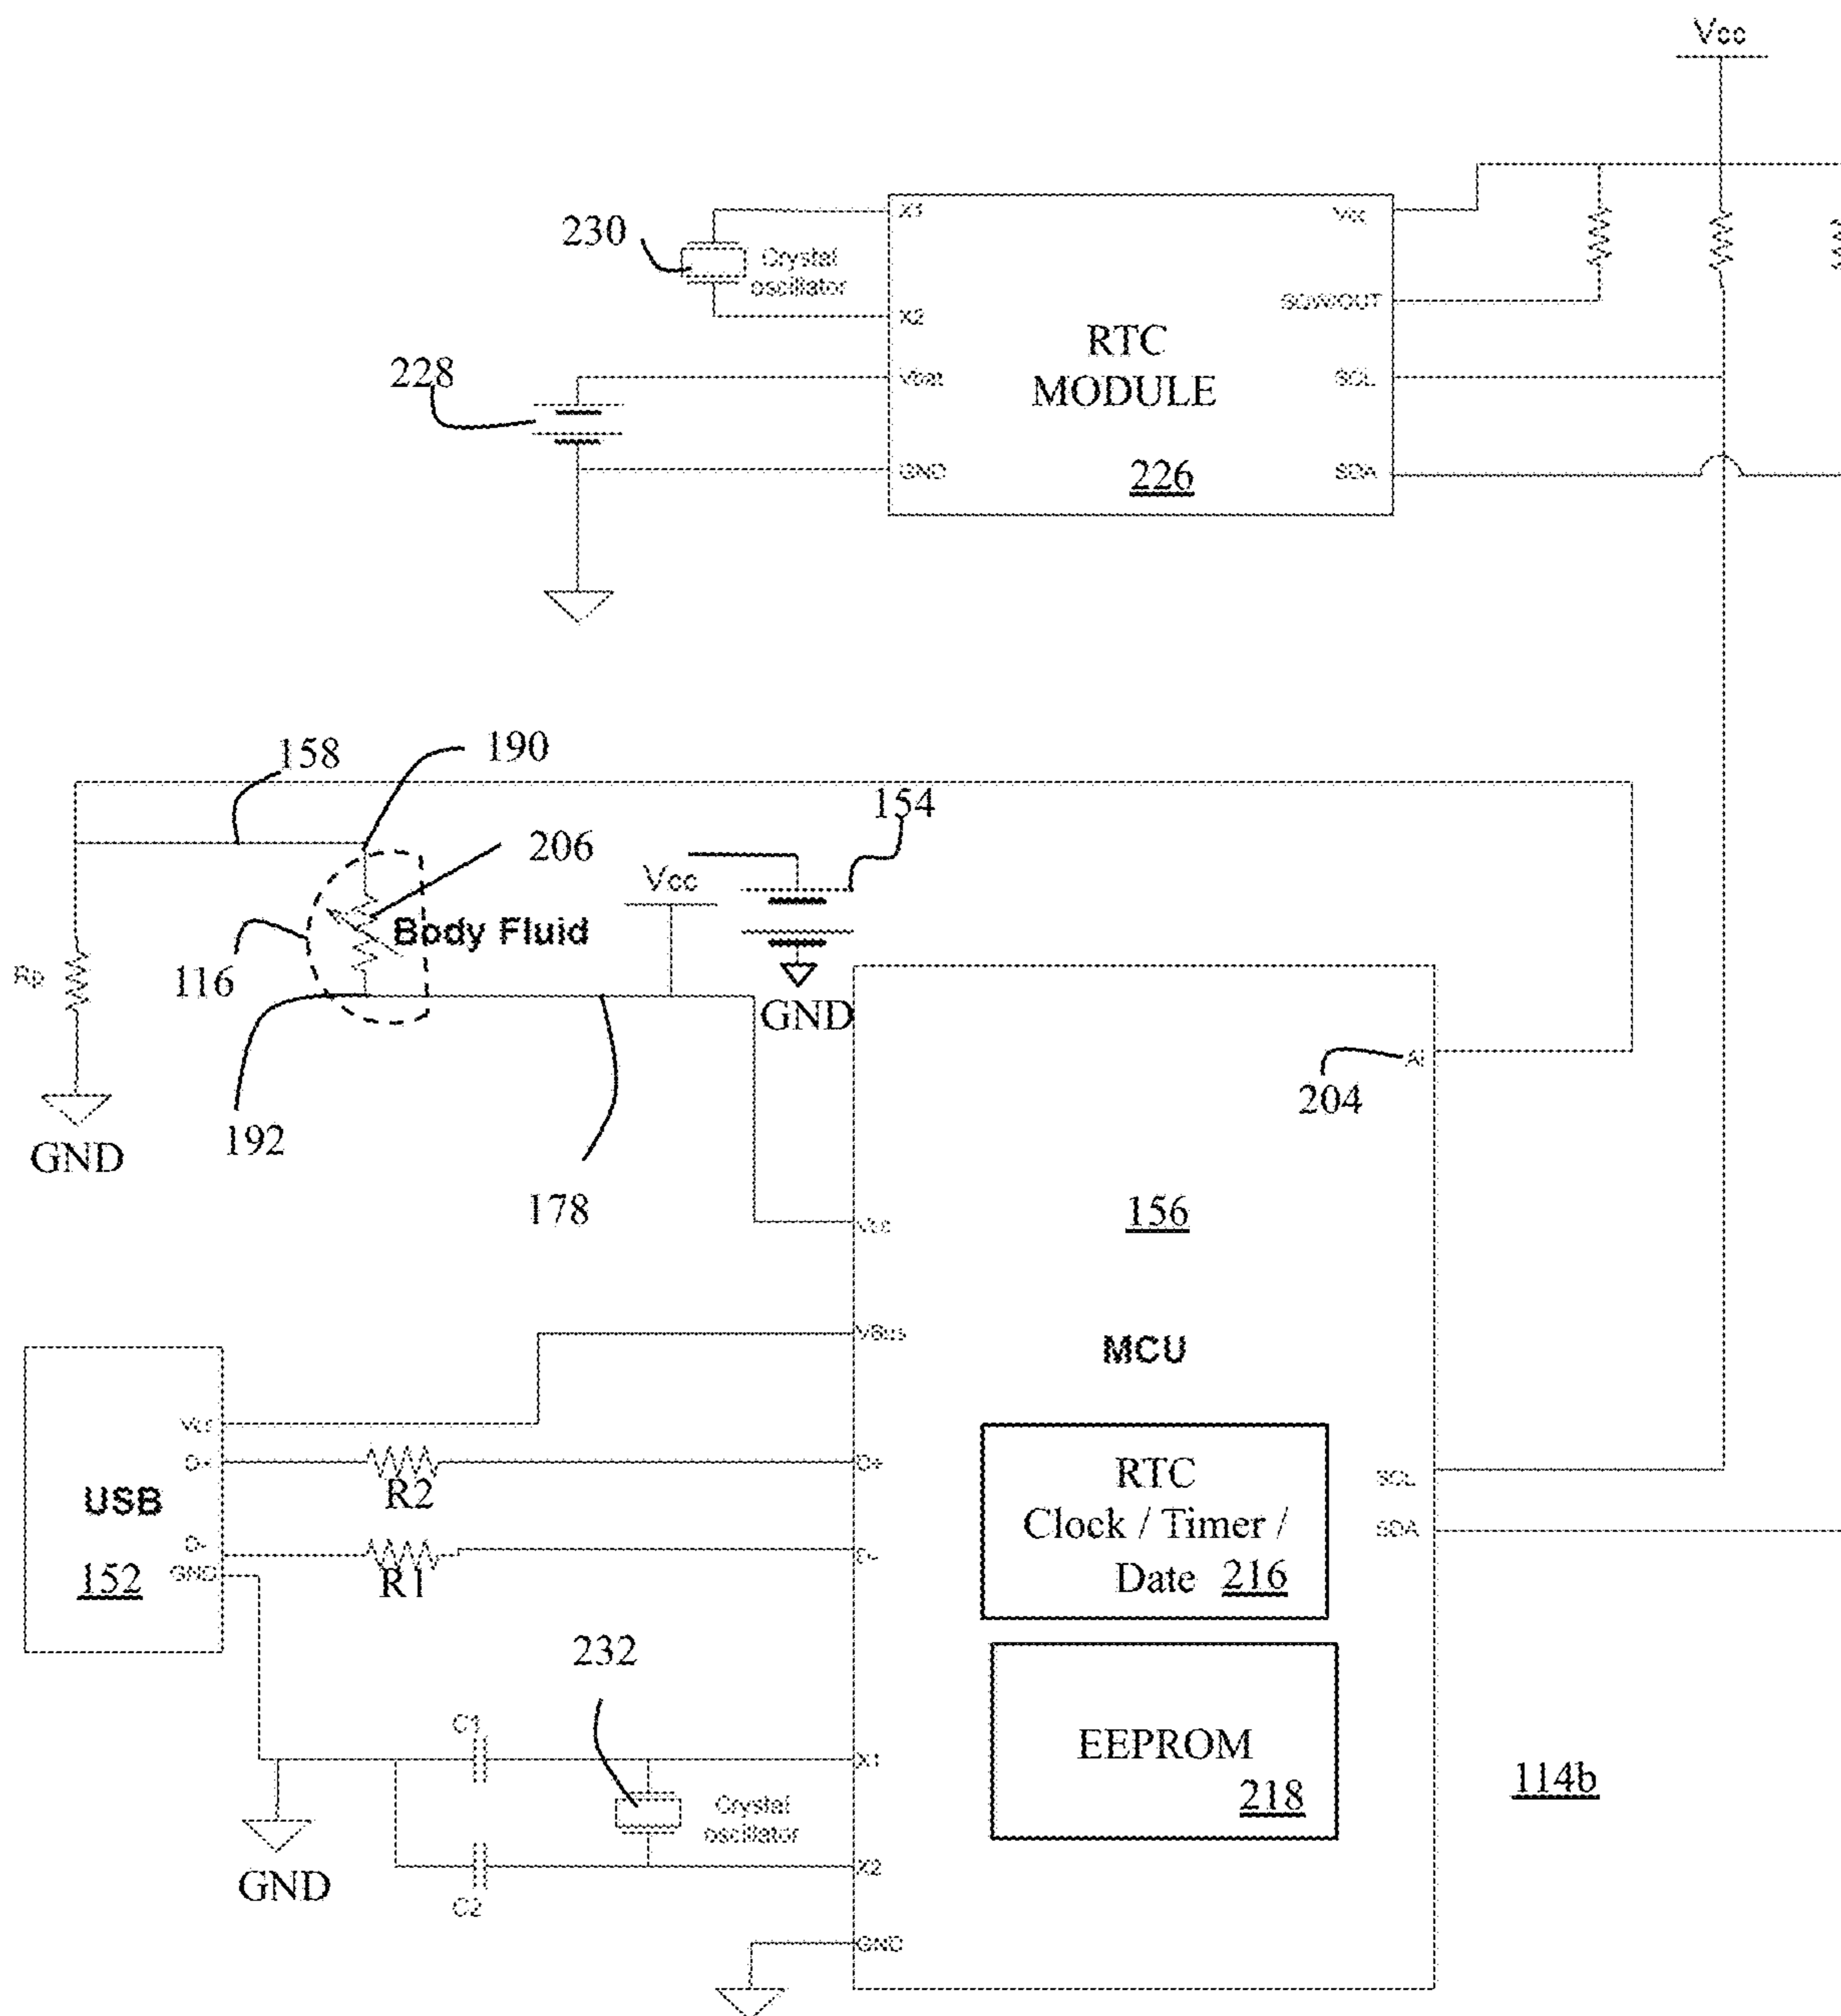 Vcc
X1
Vcc
230
Crystal
oscillator
SQW/OUT
X2
RTC
MODULE
228
Vbat
SCL
GND
226
SDA
158
190
154
206
Vcc
Body Fluid
Rp
116
GND
AI
204
192
GND
178
156
Vcc
VBus
MCU
Vcc
D+
D+
R2
USB
RTC
Clock / Timer /
Date 216
SCL
SDA
D-
D-
GND
R1
152
232
C1
X1
EEPROM
218
114b
Crystal
oscillator
X2
GND
C2
GND